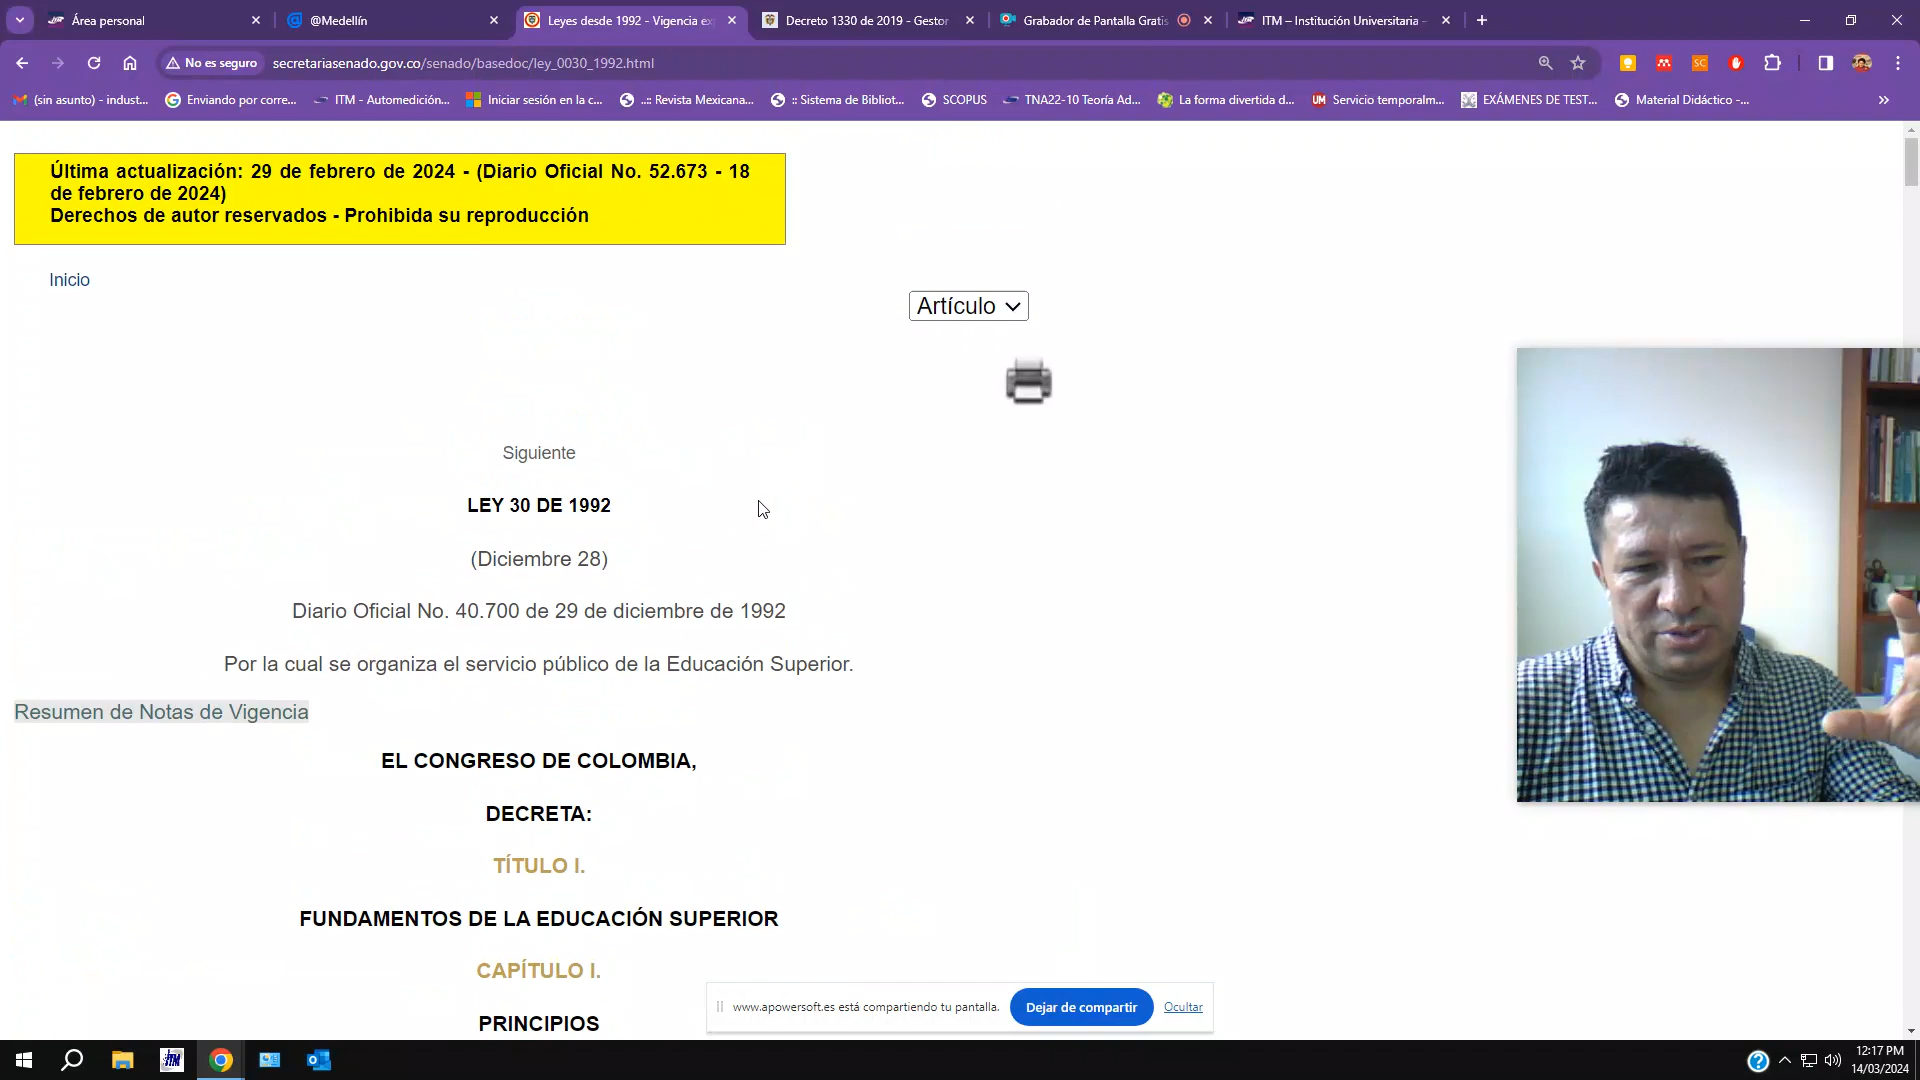 Área personal
@Medellín
Leyes desde 1992 - Vigencia ex
Decreto 1330 de 2019 - Gestor
Grabador de Pantalla Gratis
ITM – Institución Universitaria -
No es seguro
secretariasenado.gov.co/senado/basedoc/ley_0030_1992.html
SC
(sin asunto) - indust...
Enviando por corre...
ITM - Automedición...
Iniciar sesión en la c...
..:: Revista Mexicana...
:: Sistema de Bibliot...
SCOPUS
TNA22-10 Teoría Ad...
La forma divertida d...
UM
Servicio temporalm...
EXÁMENES DE TEST...
Material Didáctico -...
Última actualización: 29 de febrero de 2024 - (Diario Oficial No. 52.673 - 18
de febrero de 2024)
Derechos de autor reservados - Prohibida su reproducción
Inicio
Artículo
Siguiente
LEY 30 DE 1992
(Diciembre 28)
Diario Oficial No. 40.700 de 29 de diciembre de 1992
Por la cual se organiza el servicio público de la Educación Superior.
Resumen de Notas de Vigencia
EL CONGRESO DE COLOMBIA,
DECRETA:
TÍTULO I.
FUNDAMENTOS DE LA EDUCACIÓN SUPERIOR
CAPÍTULO I.
PRINCIPIOS
www.apowersoft.es está compartiendo tu pantalla.
Dejar de compartir
Ocultar
ITM
12:17 PM
14/03/2024